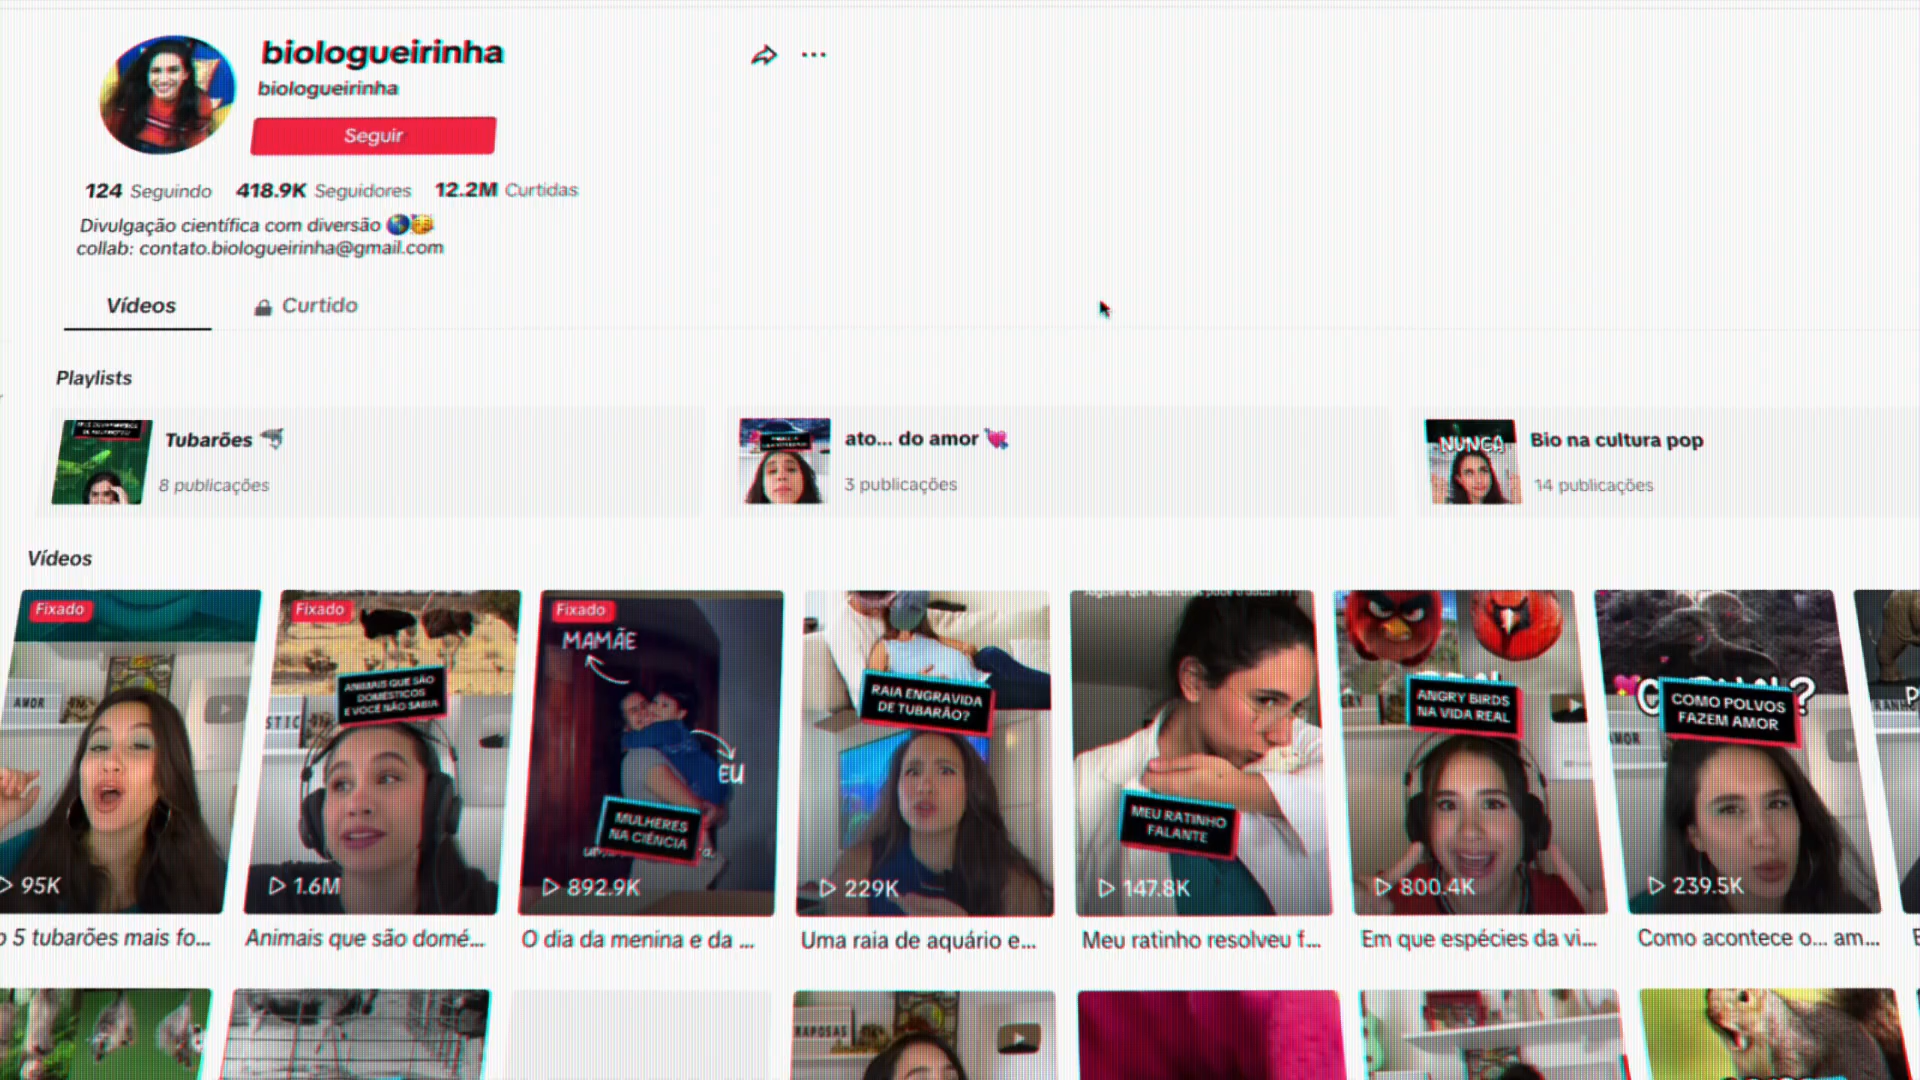 biologueirinha
biologueirinha
Seguir
124 Seguindo 418.9K Seguidores 12.2M Curtidas
Divulgação científica com diversão 🌎🥳
collab: contato.biologueirinha@gmail.com
Vídeos
Curtido
Playlists
Tubarões 🦈
8 publicações
ato... do amor 💘
3 publicações
NUNCA
Bio na cultura pop
14 publicações
Vídeos
Fixado
AMOR
95K
5 tubarões mais fo...
Fixado
ANIMAIS QUE SÃO
DOMÉSTICOS
E VOCÊ NÃO SABIA
1.6M
Animais que são domé...
Fixado
MAMÃE
EU
MULHERES
NA CIÊNCIA
892.9K
O dia da menina e da ...
RAIA ENGRAVIDA
DE TUBARÃO?
229K
Uma raia de aquário e...
MEU RATINHO
FALANTE
147.8K
Meu ratinho resolveu f...
ANGRY BIRDS
NA VIDA REAL
800.4K
Em que espécies da vi...
COMO POLVOS
FAZEM AMOR
239.5K
Como acontece o... am...
RAPOSAS